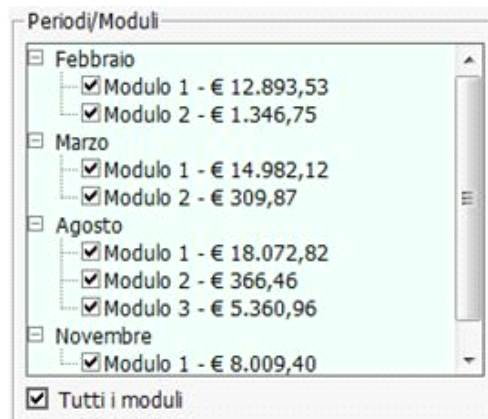 Periodi/Moduli
Febbraio
Modulo 1 - € 12.893,53
Modulo 2 - € 1.346,75
Marzo
Modulo 1 - € 14.982,12
Modulo 2 - € 309,87
Agosto
Modulo 1 - € 18.072,82
Modulo 2 - € 366,46
Modulo 3 - € 5.360,96
Novembre
Modulo 1 - € 8.009,40
Tutti i moduli